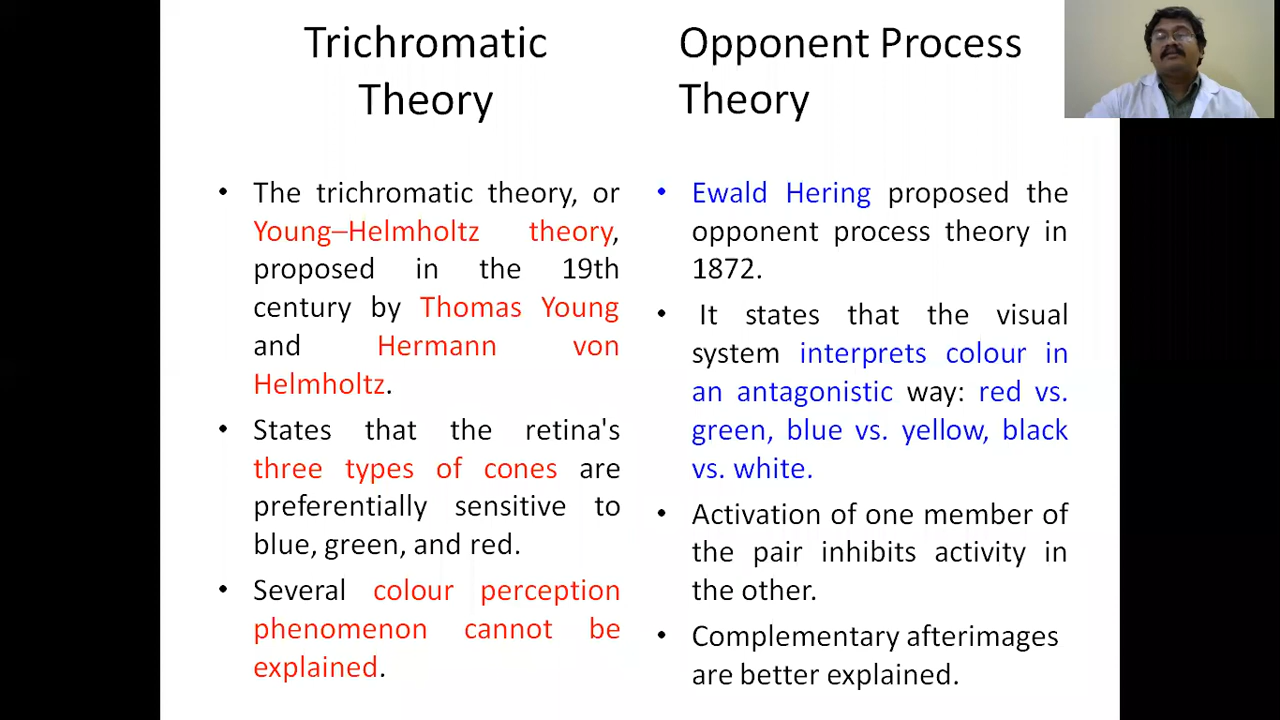 Trichromatic
Theory
The trichromatic theory, or
Young–Helmholtz theory,
proposed in the 19th
century by Thomas Young
and Hermann von
Helmholtz.
States that the retina's
three types of cones are
preferentially sensitive to
blue, green, and red.
Several colour perception
phenomenon cannot be
explained.
Opponent Process
Theory
Ewald Hering proposed the
opponent process theory in
1872.
It states that the visual
system interprets colour in
an antagonistic way: red vs.
green, blue vs. yellow, black
vs. white.
Activation of one member of
the pair inhibits activity in
the other.
Complementary afterimages
are better explained.